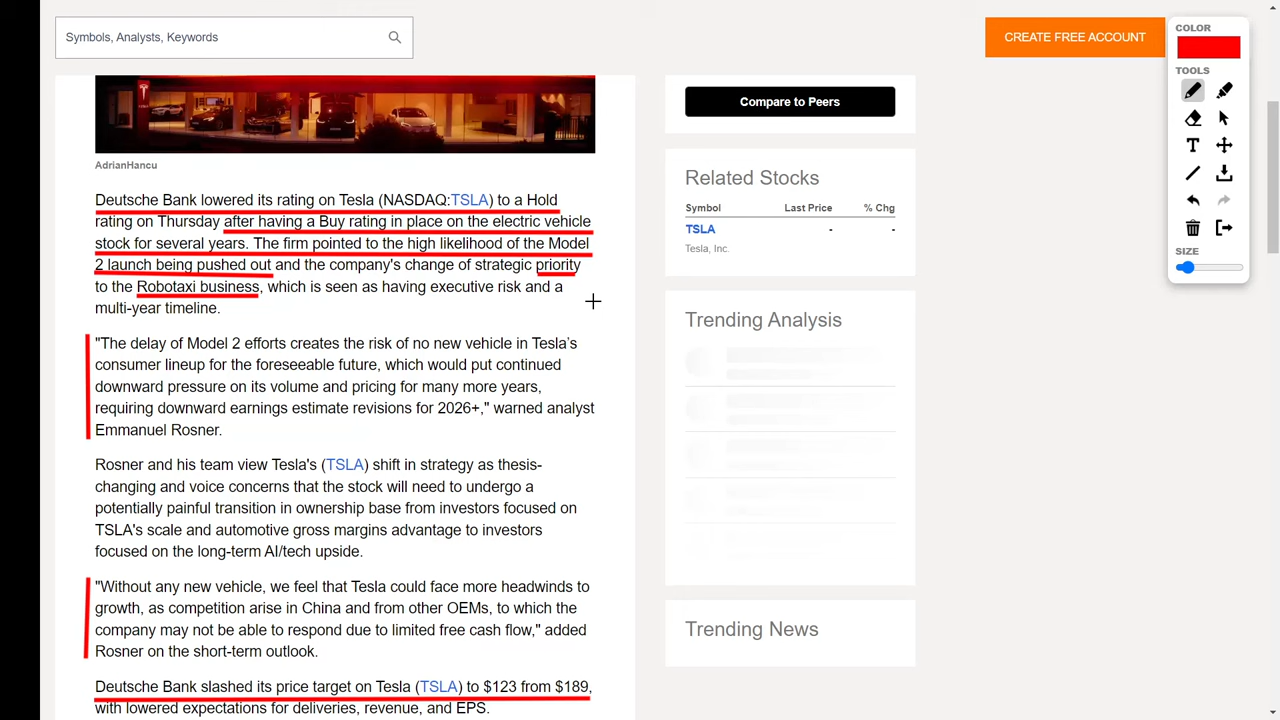 Symbols, Analysts, Keywords
CREATE FREE ACCOUNT
COLOR
TOOLS
T
SIZE
AdrianHancu
Deutsche Bank lowered its rating on Tesla (NASDAQ:TSLA) to a Hold
rating on Thursday after having a Buy rating in place on the electric vehicle
stock for several years. The firm pointed to the high likelihood of the Model
2 launch being pushed out and the company's change of strategic priority
to the Robotaxi business, which is seen as having executive risk and a
multi-year timeline.
"The delay of Model 2 efforts creates the risk of no new vehicle in Tesla's
consumer lineup for the foreseeable future, which would put continued
downward pressure on its volume and pricing for many more years,
requiring downward earnings estimate revisions for 2026+," warned analyst
Emmanuel Rosner.
Rosner and his team view Tesla's (TSLA) shift in strategy as thesis-
changing and voice concerns that the stock will need to undergo a
potentially painful transition in ownership base from investors focused on
TSLA's scale and automotive gross margins advantage to investors
focused on the long-term AI/tech upside.
"Without any new vehicle, we feel that Tesla could face more headwinds to
growth, as competition arise in China and from other OEMs, to which the
company may not be able to respond due to limited free cash flow," added
Rosner on the short-term outlook.
Deutsche Bank slashed its price target on Tesla (TSLA) to $123 from $189,
with lowered expectations for deliveries, revenue, and EPS.
Compare to Peers
Related Stocks
Symbol Last Price % Chg
TSLA - -
Tesla, Inc.
Trending Analysis
Trending News